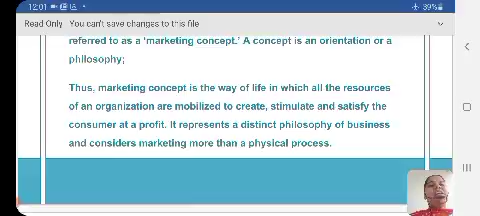 12:01
39%
Read Only You can't save changes to this file
referred to as a 'marketing concept.' A concept is an orientation or a
philosophy;
Thus, marketing concept is the way of life in which all the resources
of an organization are mobilized to create, stimulate and satisfy the
consumer at a profit. It represents a distinct philosophy of business
and considers marketing more than a physical process.